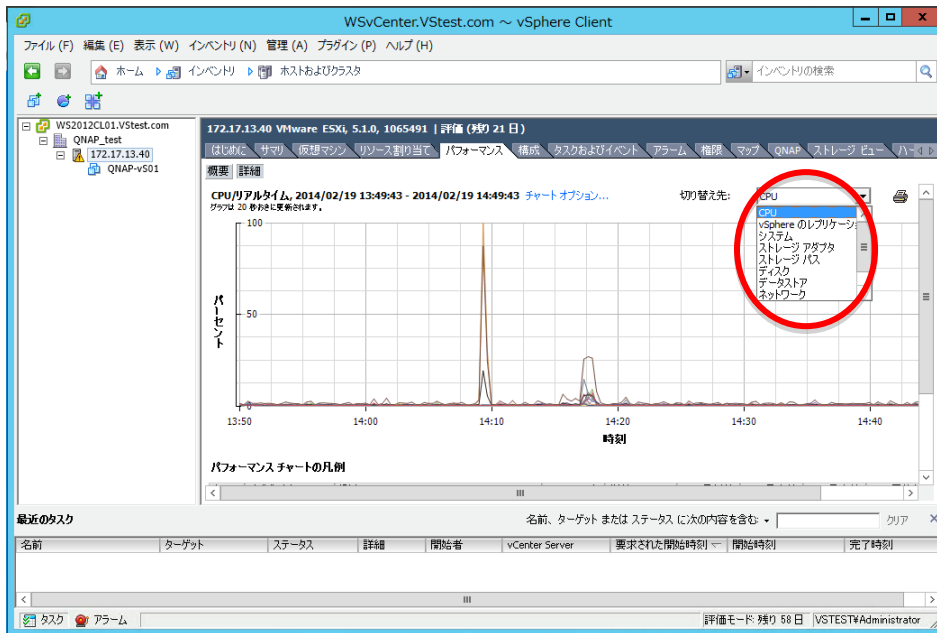 WSvCenter.VStest.com ～ vSphere Client
ファイル (F) 編集 (E) 表示 (W) インベントリ (N) 管理 (A) プラグイン (P) ヘルプ (H)
ホーム インベントリ ホストおよびクラスタ インベントリの検索
WS2012CL01.VStest.com
QNAP_test
172.17.13.40
QNAP-vS01
172.17.13.40 VMware ESXi, 5.1.0, 1065491 | 評価 (残り 21 日)
はじめに サマリ 仮想マシン リソース割り当て パフォーマンス 構成 タスクおよびイベント アラーム 権限 マップ QNAP ストレージ ビュー ハー
概要 詳細
CPU/リアルタイム, 2014/02/19 13:49:43 - 2014/02/19 14:49:43 チャート オプション... 切り替え先: CPU
グラフは 20 秒おきに更新されます。
CPU
vSphere のレプリケーショ
システム
ストレージ アダプタ
ストレージ パス
ディスク
データストア
ネットワーク
100
50
0
パーセント
13:50 14:00 14:10 14:20 14:30 14:40
時刻
パフォーマンス チャートの凡例
最近のタスク 名前、ターゲット または ステータス に次の内容を含む: クリア
名前 ターゲット ステータス 詳細 開始者 vCenter Server 要求された開始時刻 開始時刻 完了時刻
タスク アラーム 評価モード: 残り 58 日 VSTEST¥Administrator